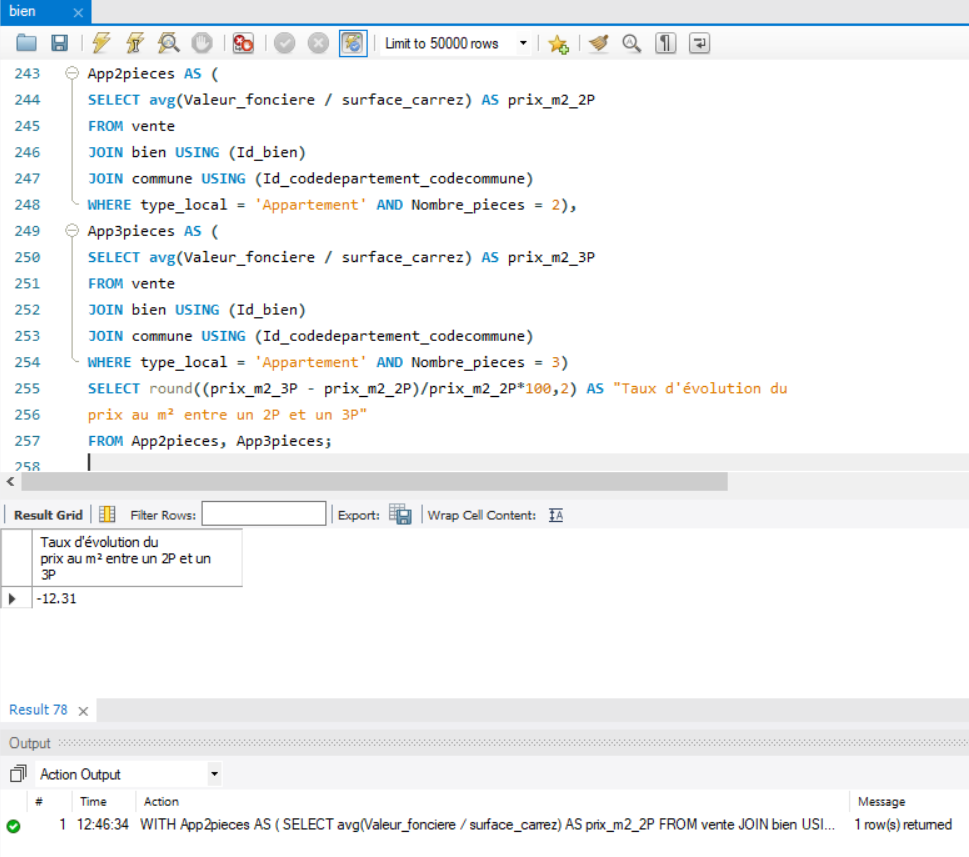 bien
Limit to 50000 rows
243 App2pieces AS (
244 SELECT avg(Valeur_fonciere / surface_carrez) AS prix_m2_2P
245 FROM vente
246 JOIN bien USING (Id_bien)
247 JOIN commune USING (Id_codedepartement_codecommune)
248 WHERE type_local = 'Appartement' AND Nombre_pieces = 2),
249 App3pieces AS (
250 SELECT avg(Valeur_fonciere / surface_carrez) AS prix_m2_3P
251 FROM vente
252 JOIN bien USING (Id_bien)
253 JOIN commune USING (Id_codedepartement_codecommune)
254 WHERE type_local = 'Appartement' AND Nombre_pieces = 3)
255 SELECT round((prix_m2_3P - prix_m2_2P)/prix_m2_2P*100,2) AS "Taux d'évolution du
256 prix au m² entre un 2P et un 3P"
257 FROM App2pieces, App3pieces;
258
Result Grid Filter Rows: Export: Wrap Cell Content:
Taux d'évolution du
prix au m² entre un 2P et un
3P
-12.31
Result 78
Output
Action Output
# Time Action Message
1 12:46:34 WITH App2pieces AS ( SELECT avg(Valeur_fonciere / surface_carrez) AS prix_m2_2P FROM vente JOIN bien USI... 1 row(s) returned